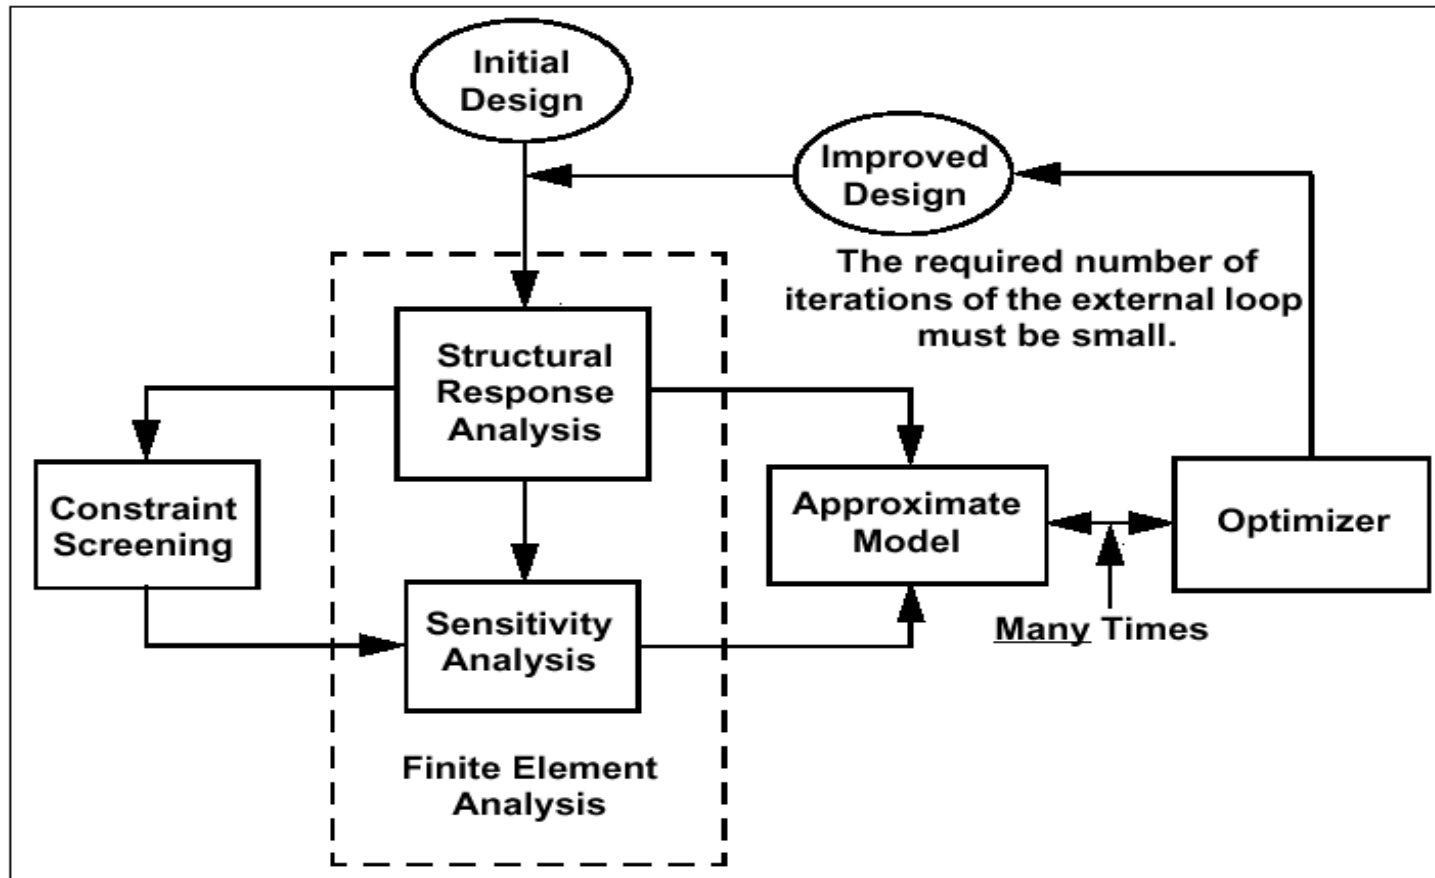 Initial
Design
Improved
Design
The required number of
iterations of the external loop
must be small.
Structural
Response
Analysis
Constraint
Screening
Approximate
Model
Optimizer
Many Times
Sensitivity
Analysis
Finite Element
Analysis